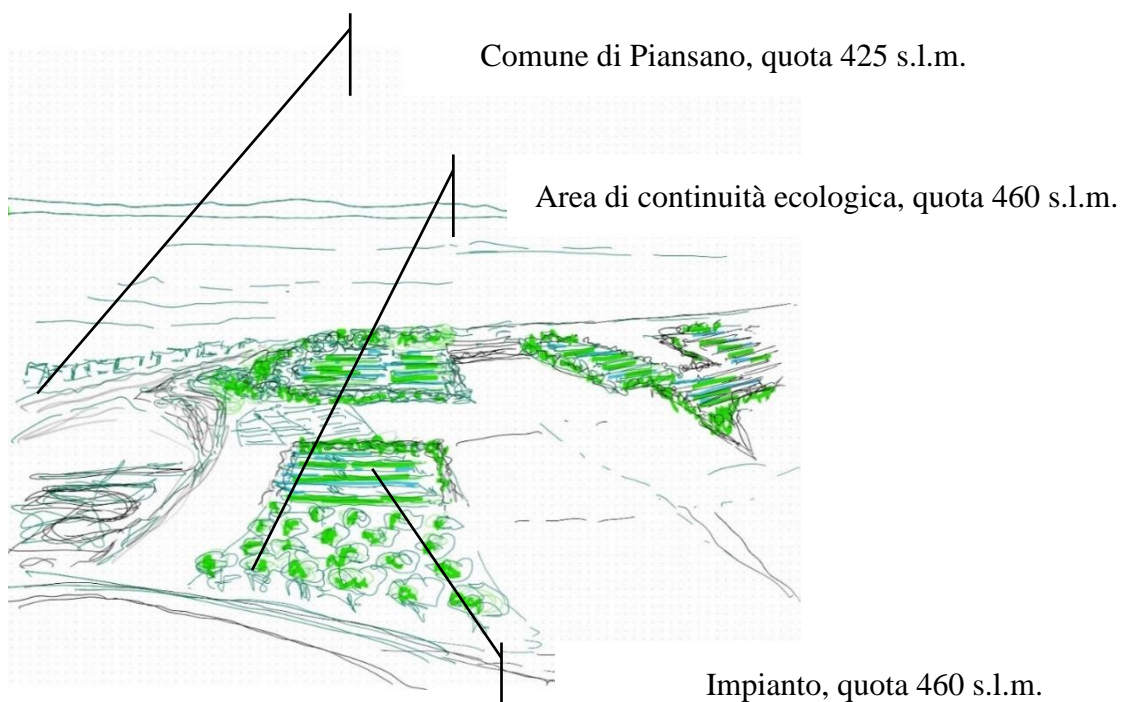 Comune di Piansano, quota 425 s.l.m.
Area di continuità ecologica, quota 460 s.l.m.
Impianto, quota 460 s.l.m.